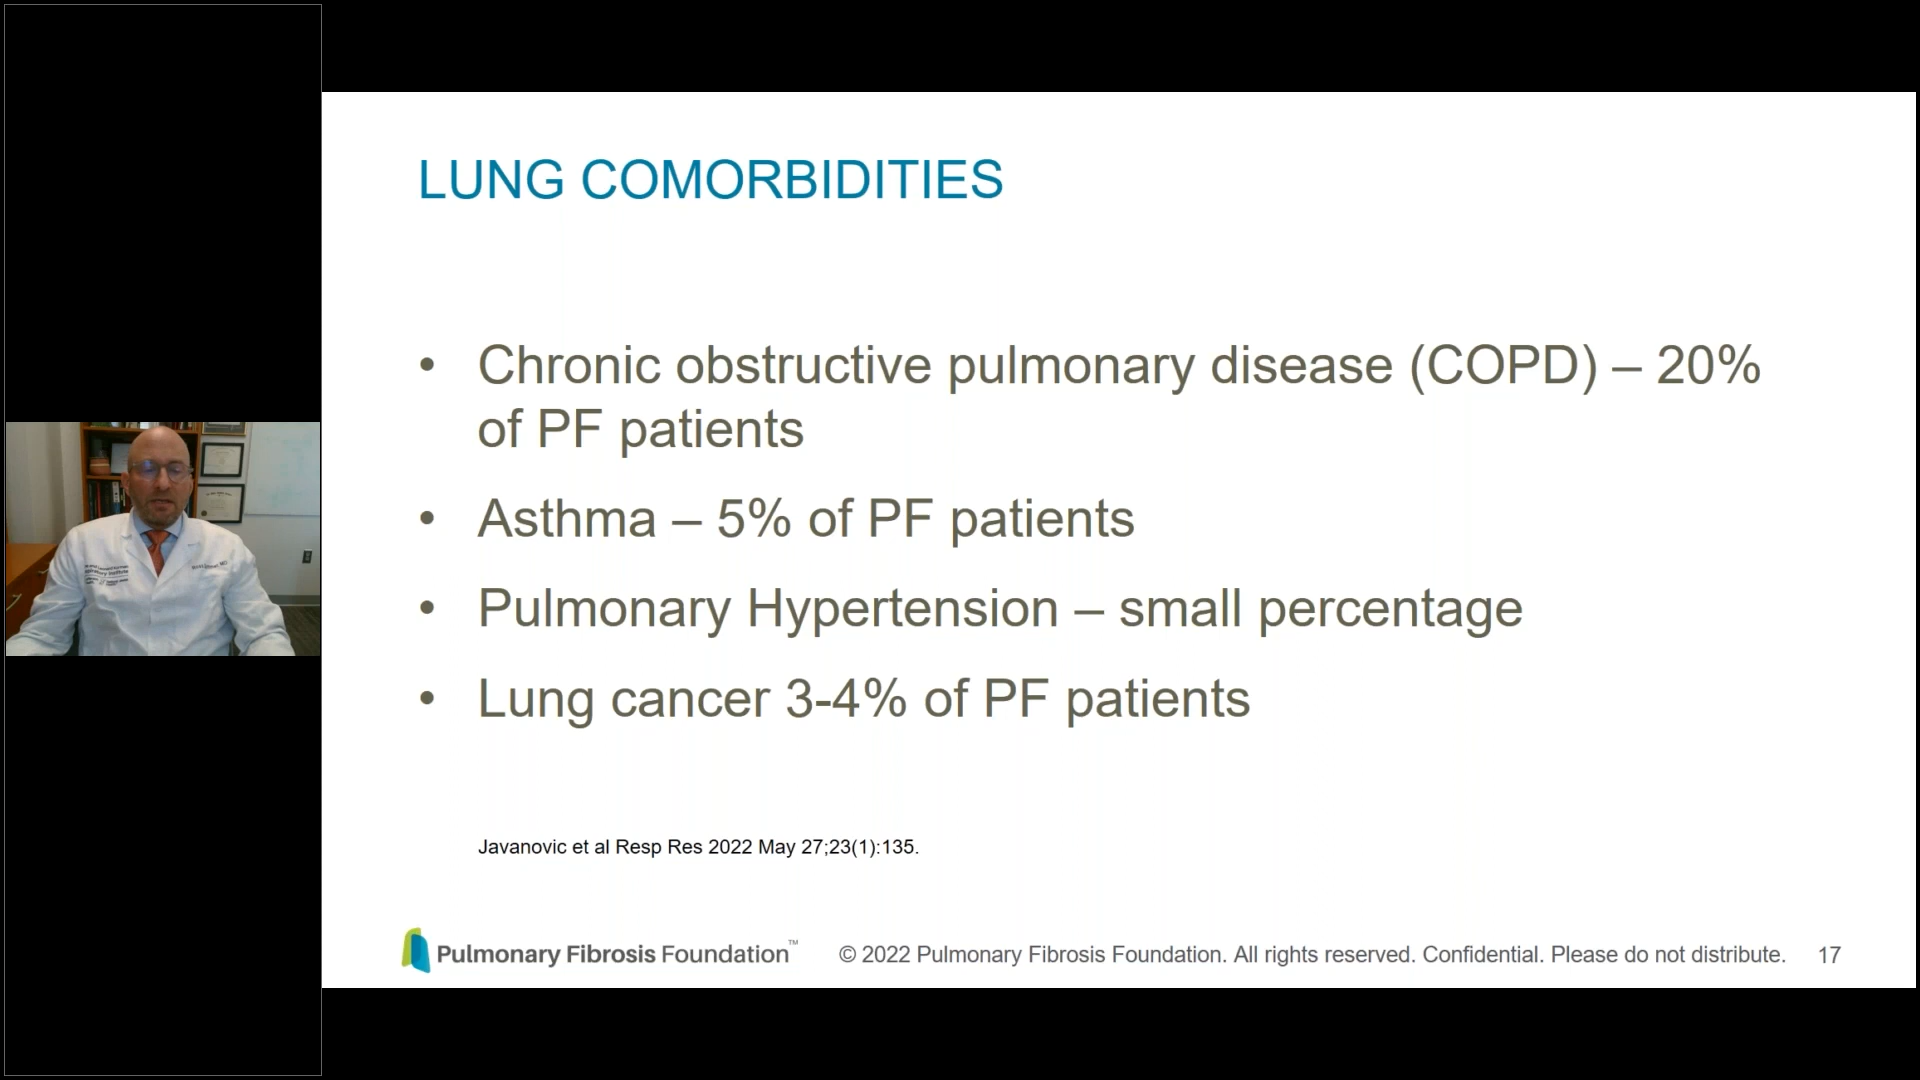 LUNG COMORBIDITIES
• Chronic obstructive pulmonary disease (COPD) – 20%
of PF patients
• Asthma – 5% of PF patients
• Pulmonary Hypertension – small percentage
• Lung cancer 3-4% of PF patients
Javanovic et al Resp Res 2022 May 27;23(1):135.
Pulmonary Fibrosis Foundation™ © 2022 Pulmonary Fibrosis Foundation. All rights reserved. Confidential. Please do not distribute. 17